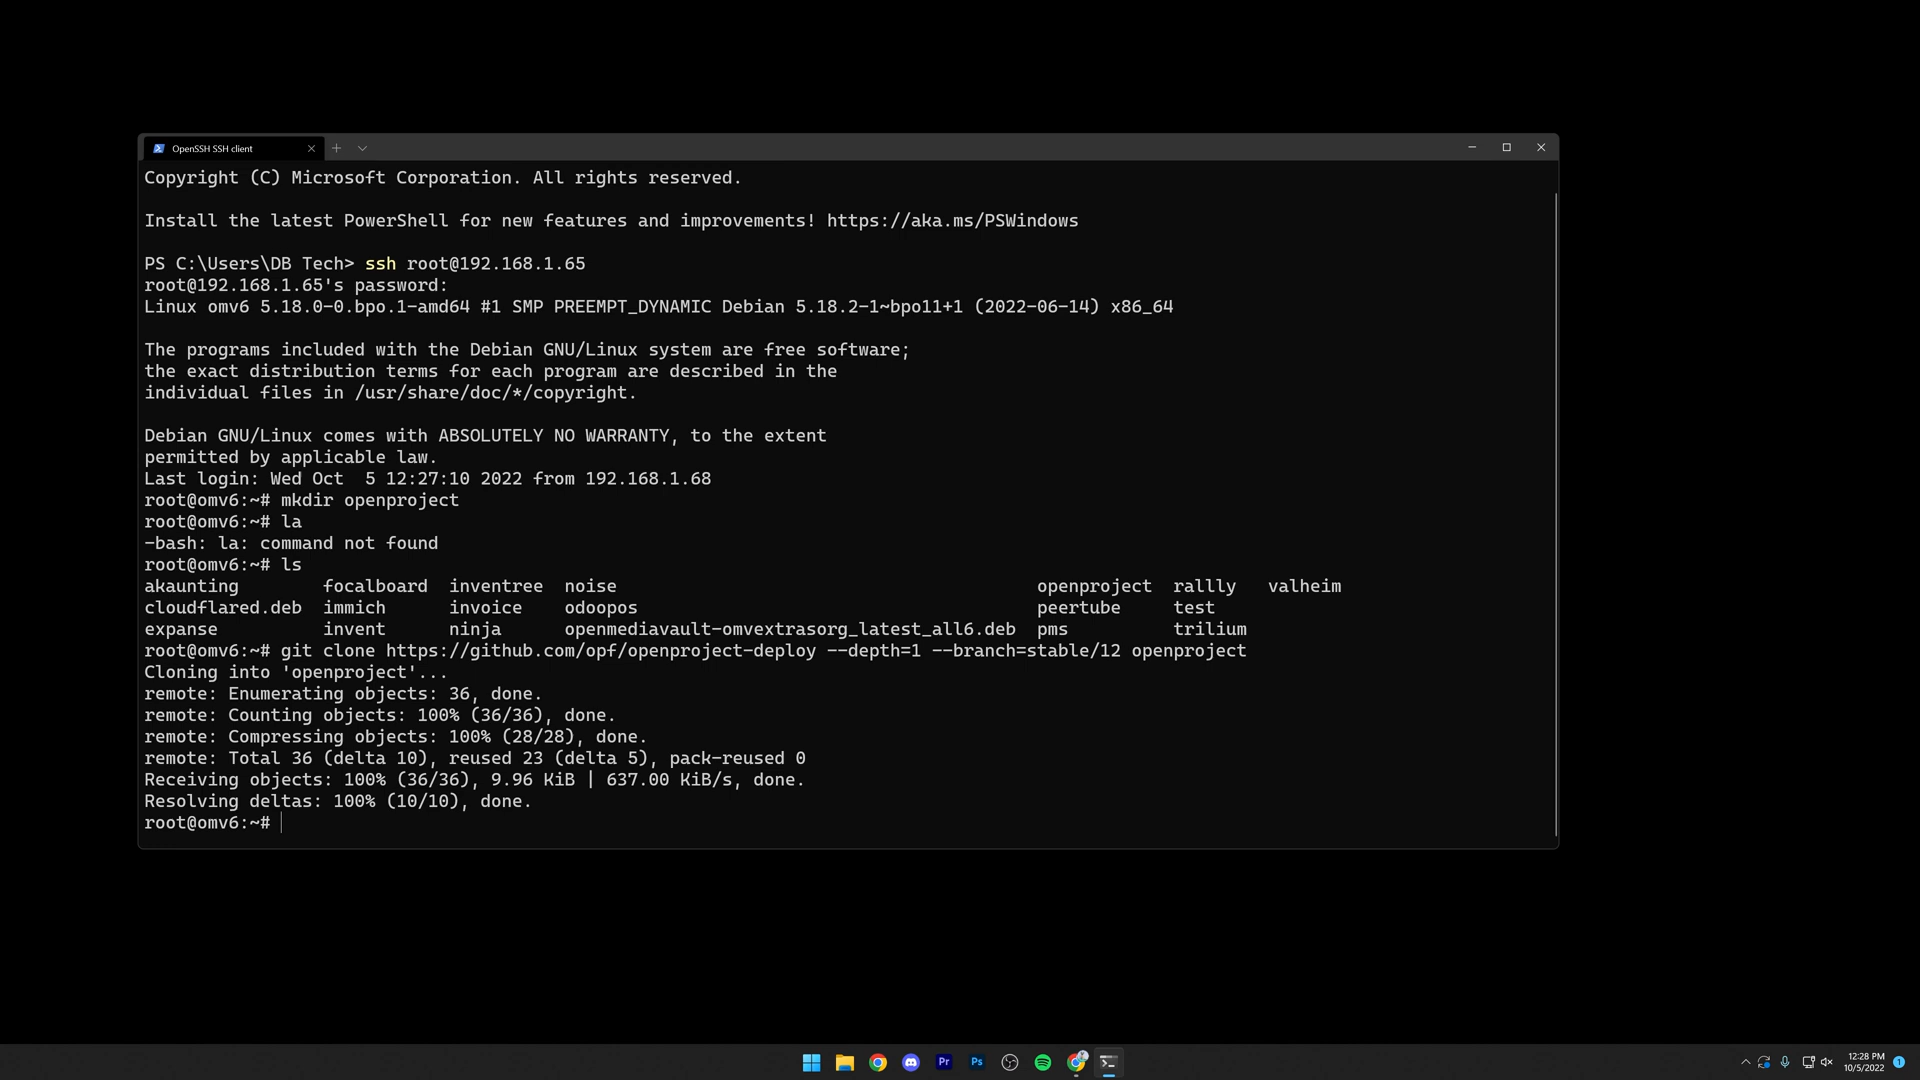 OpenSSH SSH client
Copyright (C) Microsoft Corporation. All rights reserved.
Install the latest PowerShell for new features and improvements! https://aka.ms/PSWindows
PS C:\Users\DB Tech> ssh root@192.168.1.65
root@192.168.1.65's password:
Linux omv6 5.18.0-0.bpo.1-amd64 #1 SMP PREEMPT_DYNAMIC Debian 5.18.2-1~bpo11+1 (2022-06-14) x86_64
The programs included with the Debian GNU/Linux system are free software;
the exact distribution terms for each program are described in the
individual files in /usr/share/doc/*/copyright.
Debian GNU/Linux comes with ABSOLUTELY NO WARRANTY, to the extent
permitted by applicable law.
Last login: Wed Oct  5 12:27:10 2022 from 192.168.1.68
root@omv6:~# mkdir openproject
root@omv6:~# la
-bash: la: command not found
root@omv6:~# ls
akaunting        focalboard  inventree  noise                                        openproject  rallly   valheim
cloudflared.deb  immich      invoice    odoopos                                      peertube     test
expanse          invent      ninja      openmediavault-omvextrasorg_latest_all6.deb  pms          trilium
root@omv6:~# git clone https://github.com/opf/openproject-deploy --depth=1 --branch=stable/12 openproject
Cloning into 'openproject'...
remote: Enumerating objects: 36, done.
remote: Counting objects: 100% (36/36), done.
remote: Compressing objects: 100% (28/28), done.
remote: Total 36 (delta 10), reused 23 (delta 5), pack-reused 0
Receiving objects: 100% (36/36), 9.96 KiB | 637.00 KiB/s, done.
Resolving deltas: 100% (10/10), done.
root@omv6:~#
Pr
Ps
12:28 PM
10/5/2022
1